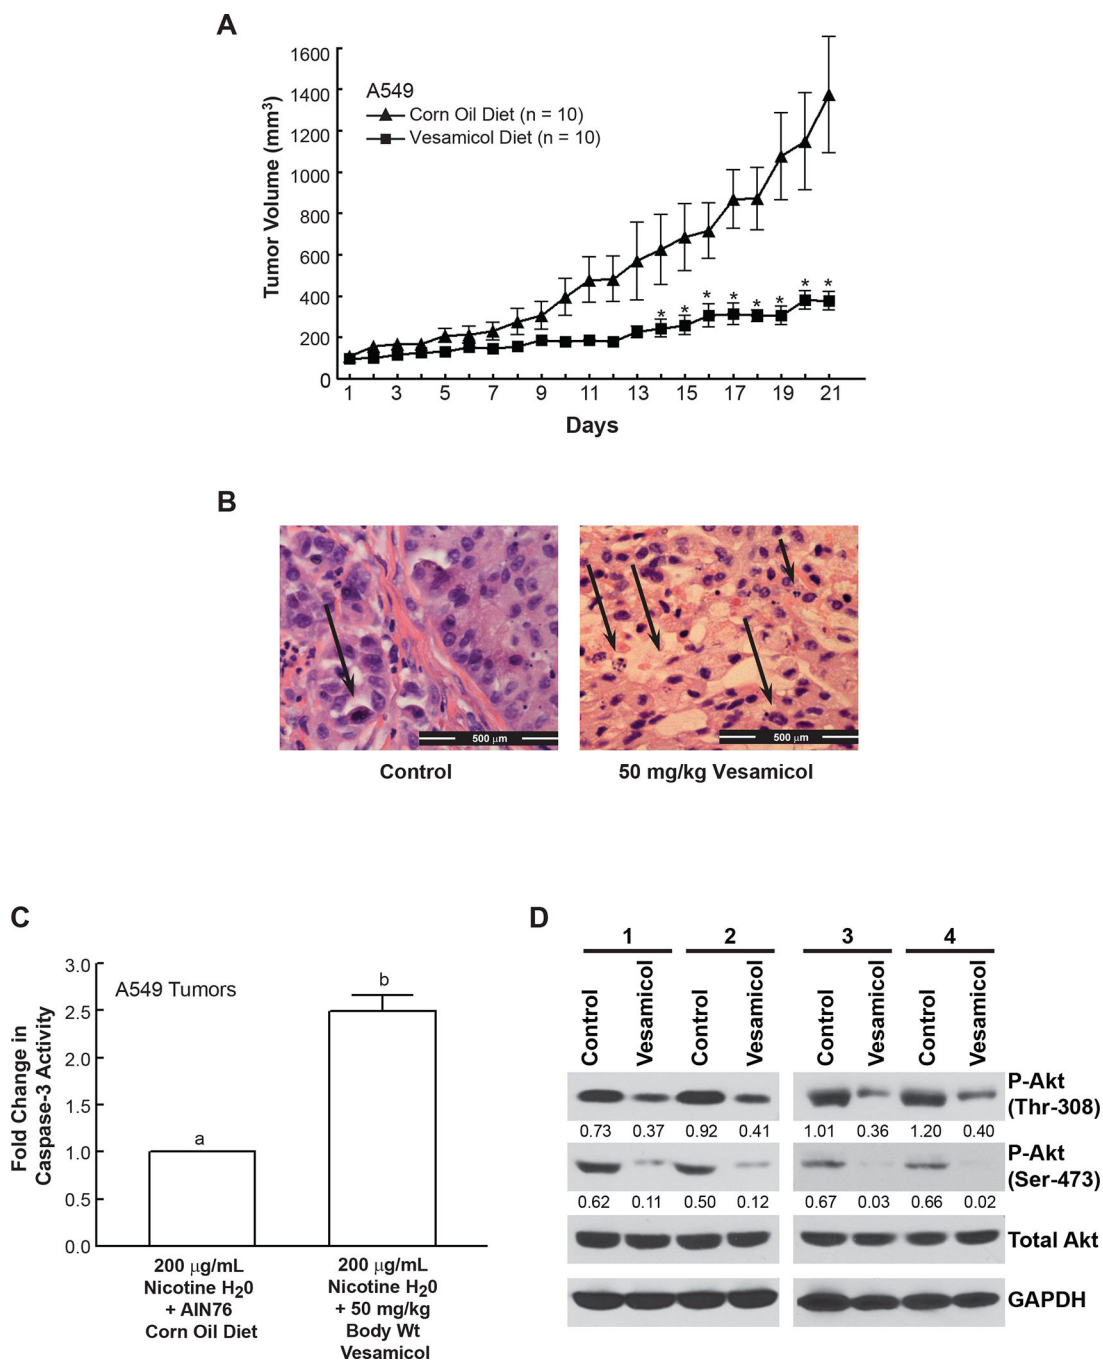 A
1600
1400
1200
1000
800
600
400
200
0
Tumor Volume (mm3)
A549
Corn Oil Diet (n = 10)
Vesamicol Diet (n = 10)
* * * * * * * *
1 3 5 7 9 11 13 15 17 19 21
Days
B
500 μm
500 μm
Control
50 mg/kg Vesamicol
C
3.0
2.5
2.0
1.5
1.0
0.5
0.0
Fold Change in
Caspase-3 Activity
A549 Tumors
a
b
200 μg/mL
Nicotine H20
+ AIN76
Corn Oil Diet
200 μg/mL
Nicotine H20
+ 50 mg/kg
Body Wt
Vesamicol
D
1 2 3 4
Control Vesamicol Control Vesamicol Control Vesamicol Control Vesamicol
P-Akt
(Thr-308)
0.73 0.37 0.92 0.41 1.01 0.36 1.20 0.40
P-Akt
(Ser-473)
0.62 0.11 0.50 0.12 0.67 0.03 0.66 0.02
Total Akt
GAPDH